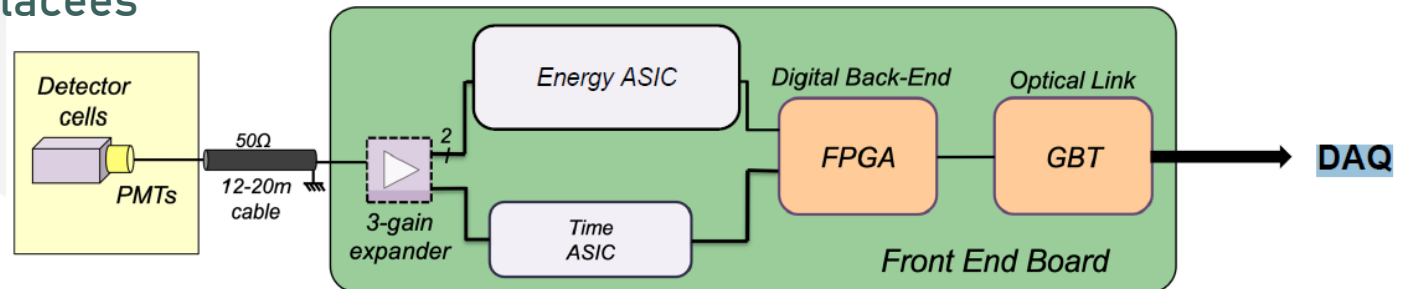 lacées
Detector
cells
PMTs
50Ω
12-20m
cable
3-gain
expander
2
Energy ASIC
Time
ASIC
Digital Back-End
FPGA
Optical Link
GBT
Front End Board
DAQ